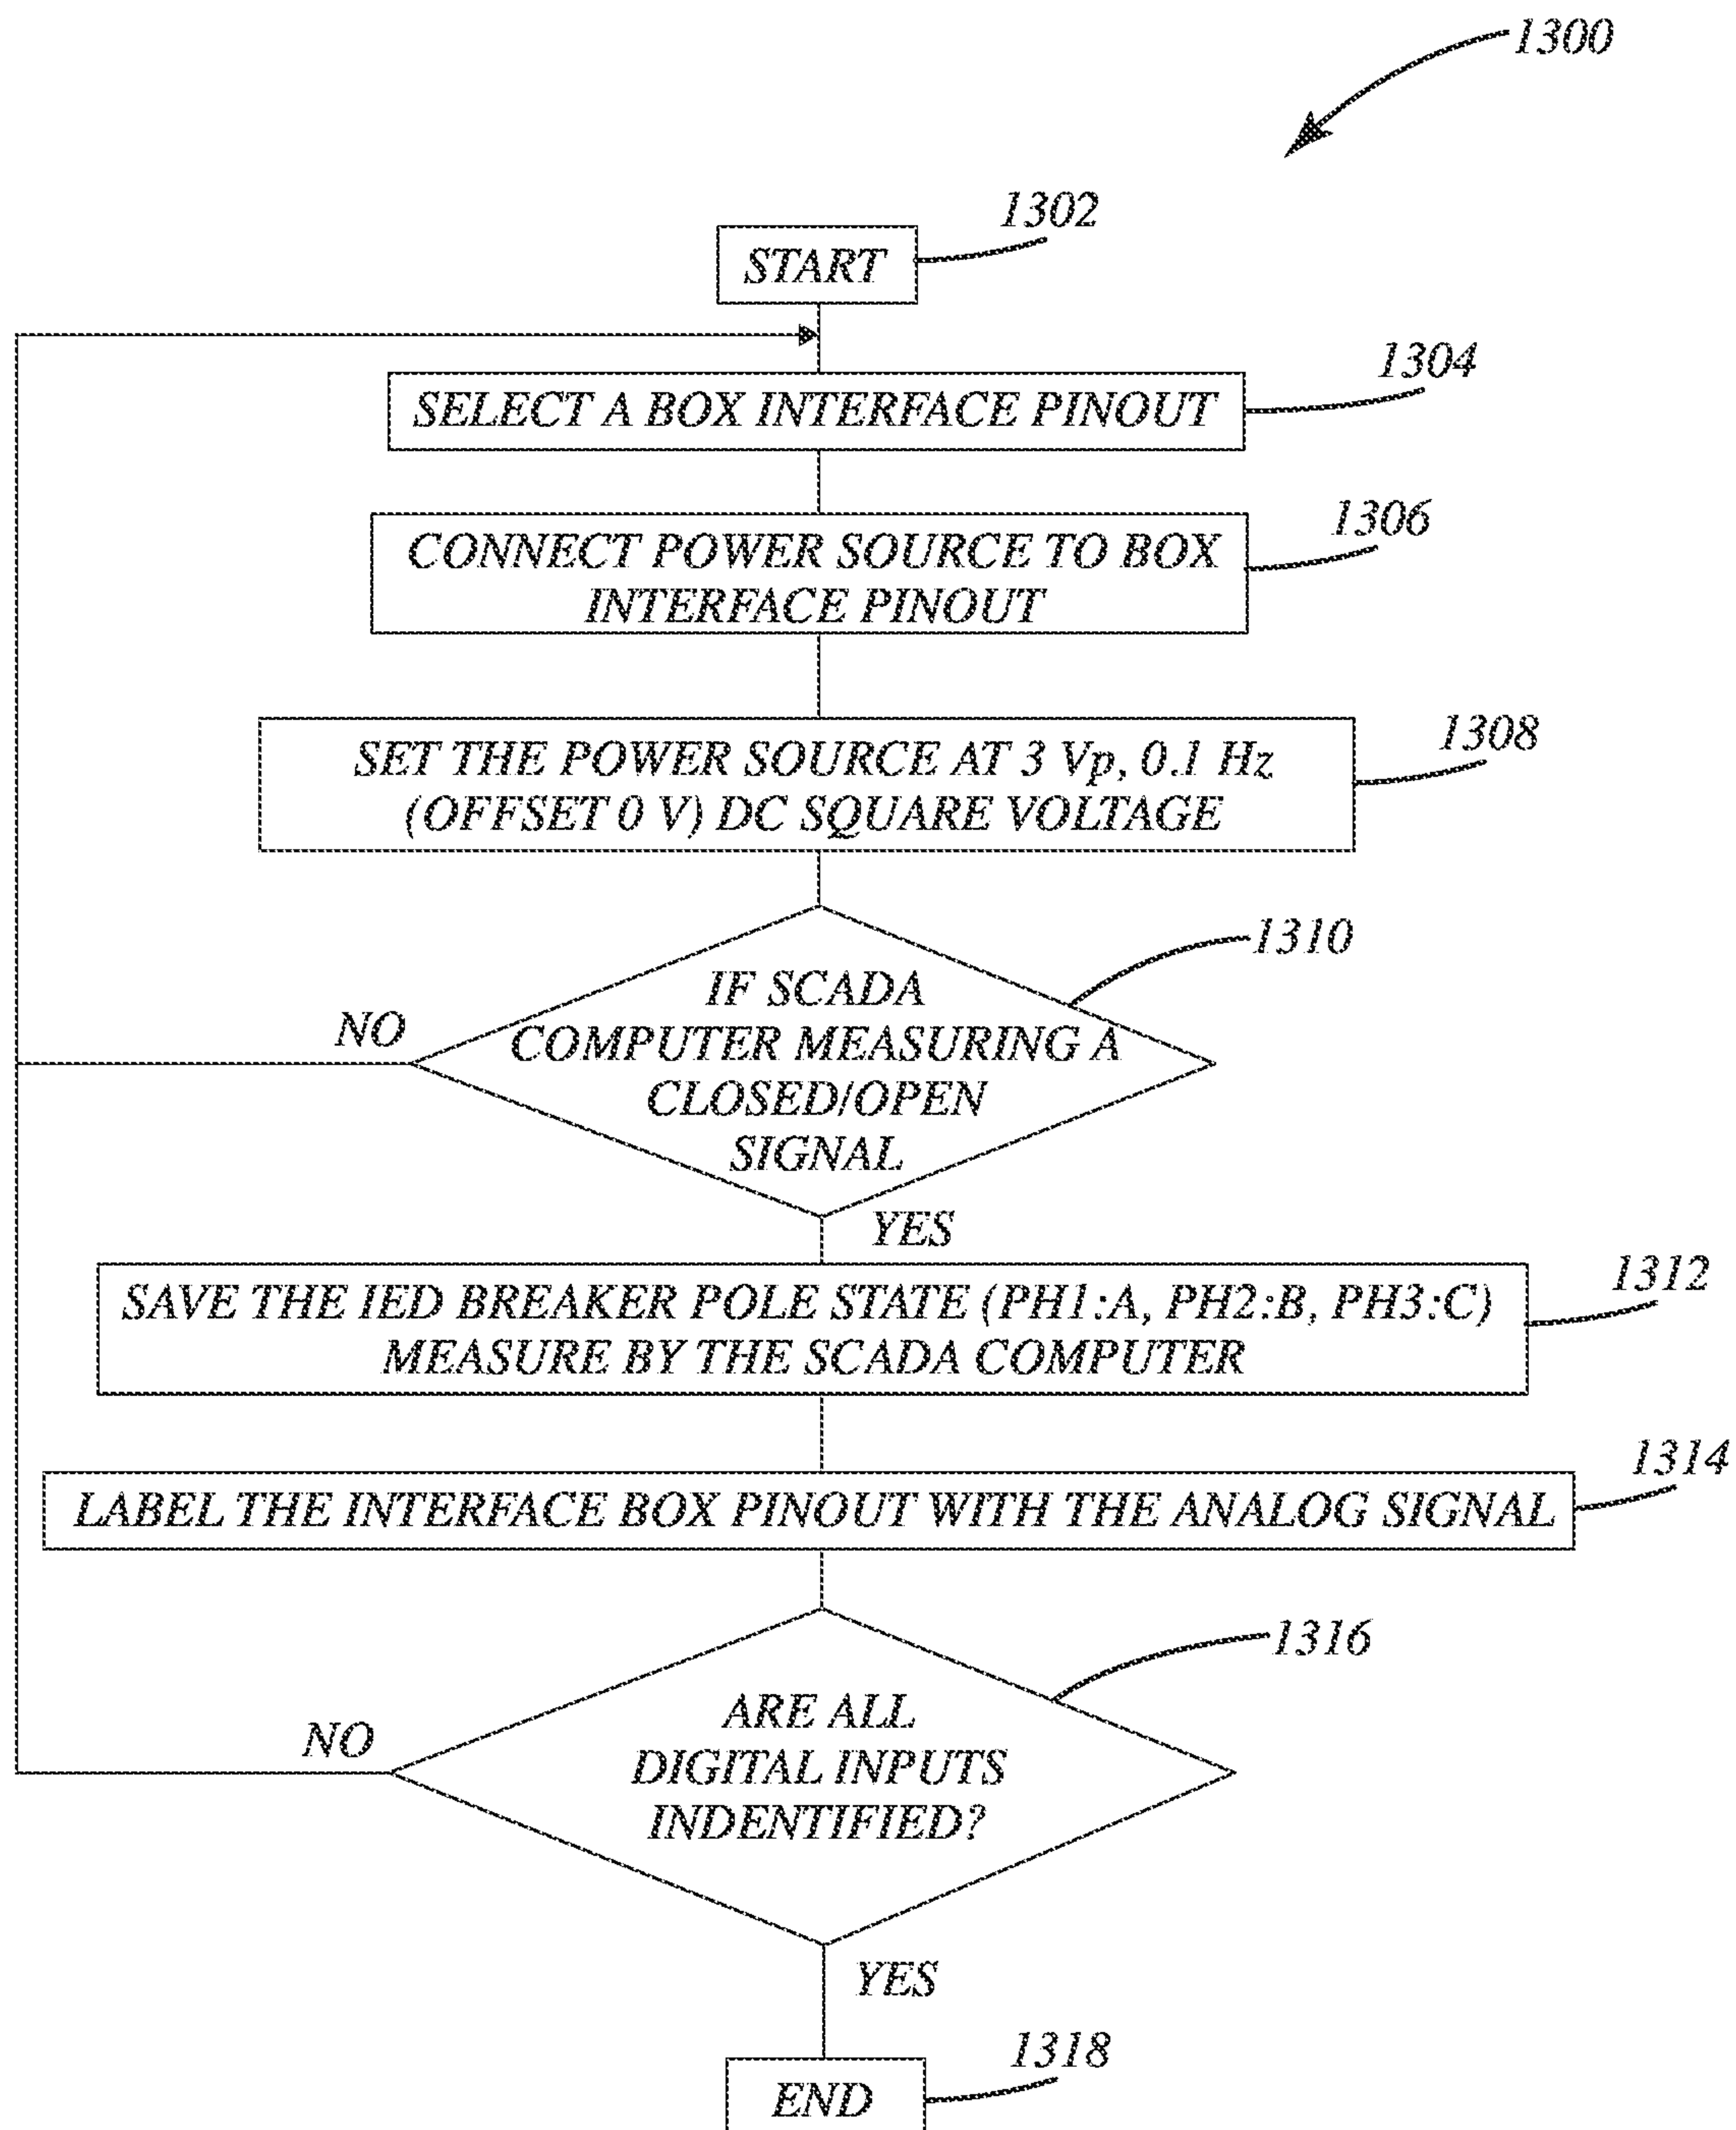 1300
1302
START
1304
SELECT A BOX INTERFACE PINOUT
1306
CONNECT POWER SOURCE TO BOX
INTERFACE PINOUT
1308
SET THE POWER SOURCE AT 3 Vp, 0.1 Hz
(OFFSET 0 V) DC SQUARE VOLTAGE
1310
IF SCADA
COMPUTER MEASURING A
CLOSED/OPEN
SIGNAL
NO
YES
1312
SAVE THE IED BREAKER POLE STATE (PH1:A, PH2:B, PH3:C)
MEASURE BY THE SCADA COMPUTER
1314
LABEL THE INTERFACE BOX PINOUT WITH THE ANALOG SIGNAL
1316
ARE ALL
DIGITAL INPUTS
INDENTIFIED?
NO
YES
1318
END